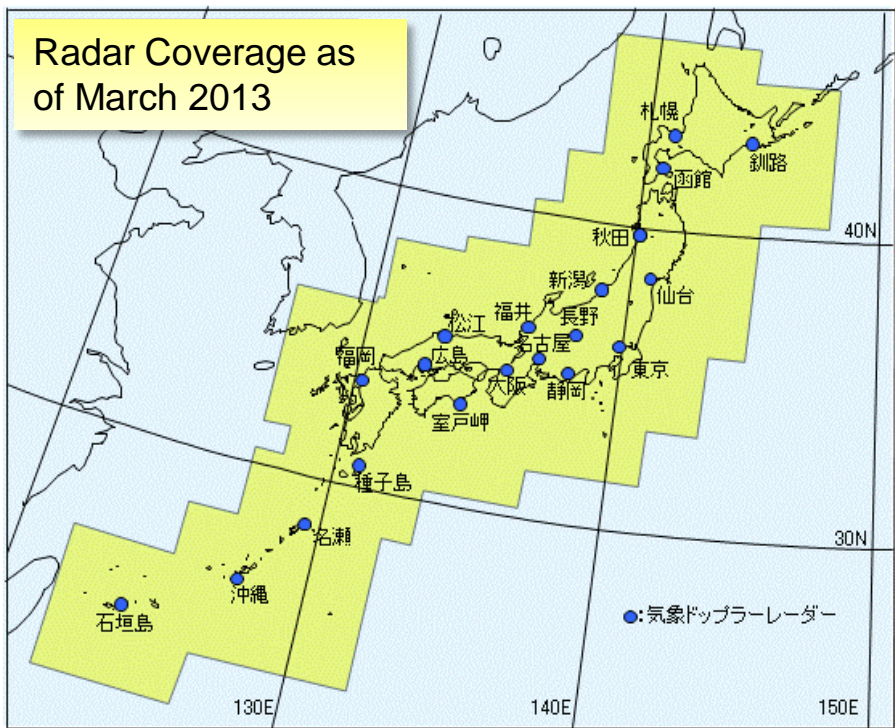 Radar Coverage as
of March 2013
札幌
釧路
函館
40N
秋田
新潟
仙台
福井
長野
松江
名古屋
広島
福岡
東京
大阪
静岡
室戸岬
種子島
名瀬
30N
沖縄
石垣島
●:気象ドップラーレーダー
130E
140E
150E